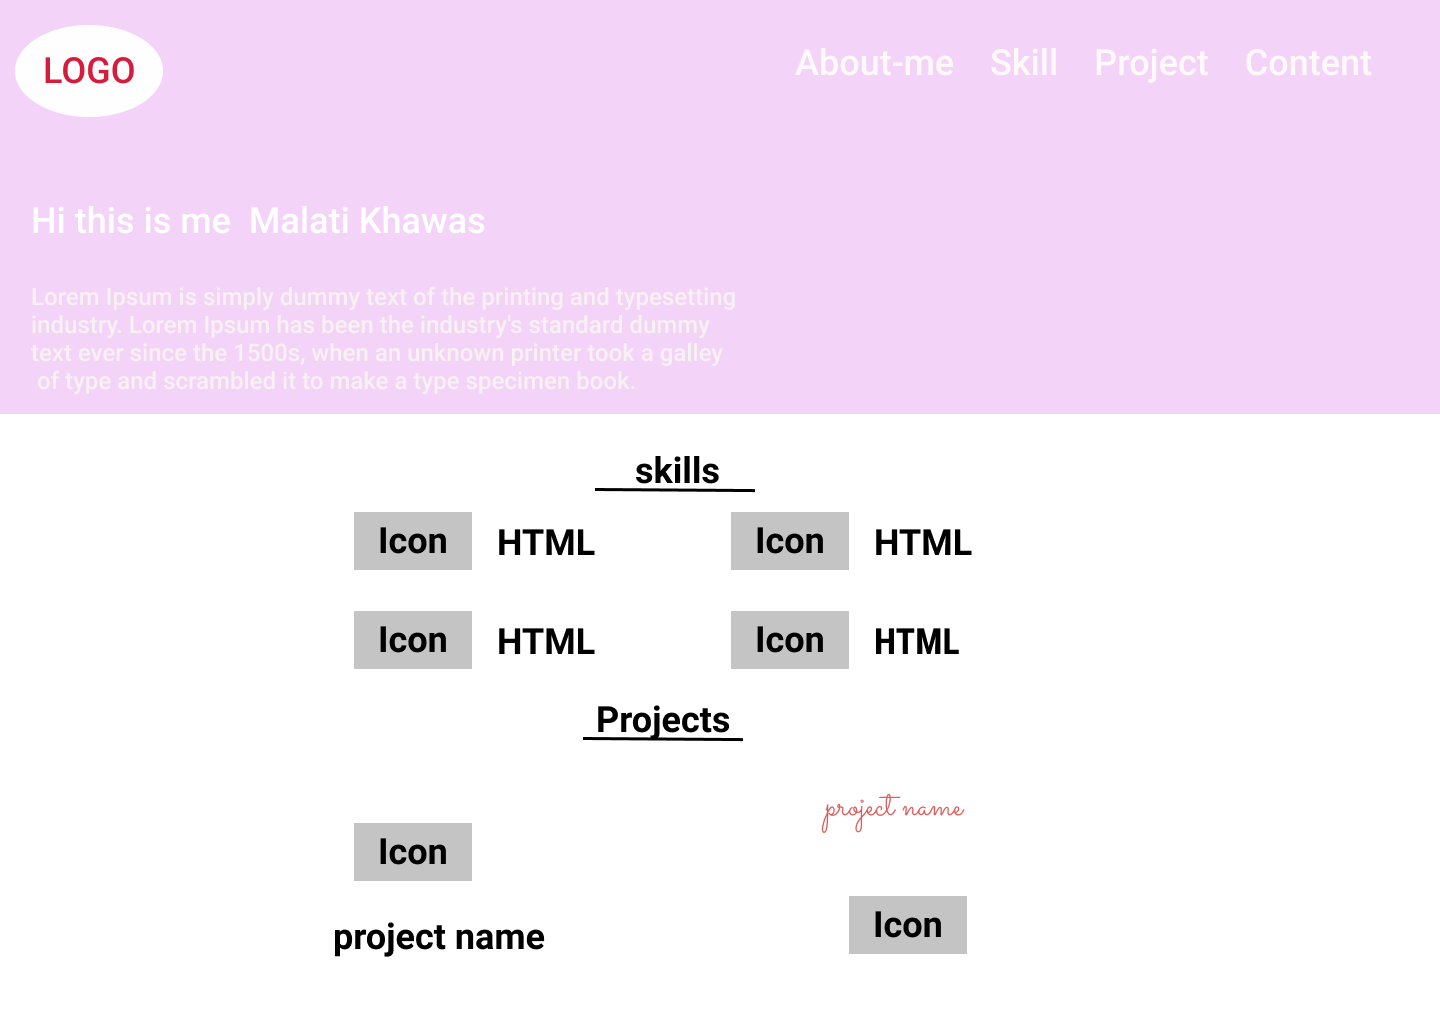 LOGO
About-me Skill Project Content
Hi this is me  Malati Khawas
Lorem Ipsum is simply dummy text of the printing and typesetting
industry. Lorem Ipsum has been the industry's standard dummy
text ever since the 1500s, when an unknown printer took a galley
of type and scrambled it to make a type specimen book.
skills
Icon HTML
Icon HTML
Icon HTML
Icon HTML
Projects
project name
Icon
project name
Icon